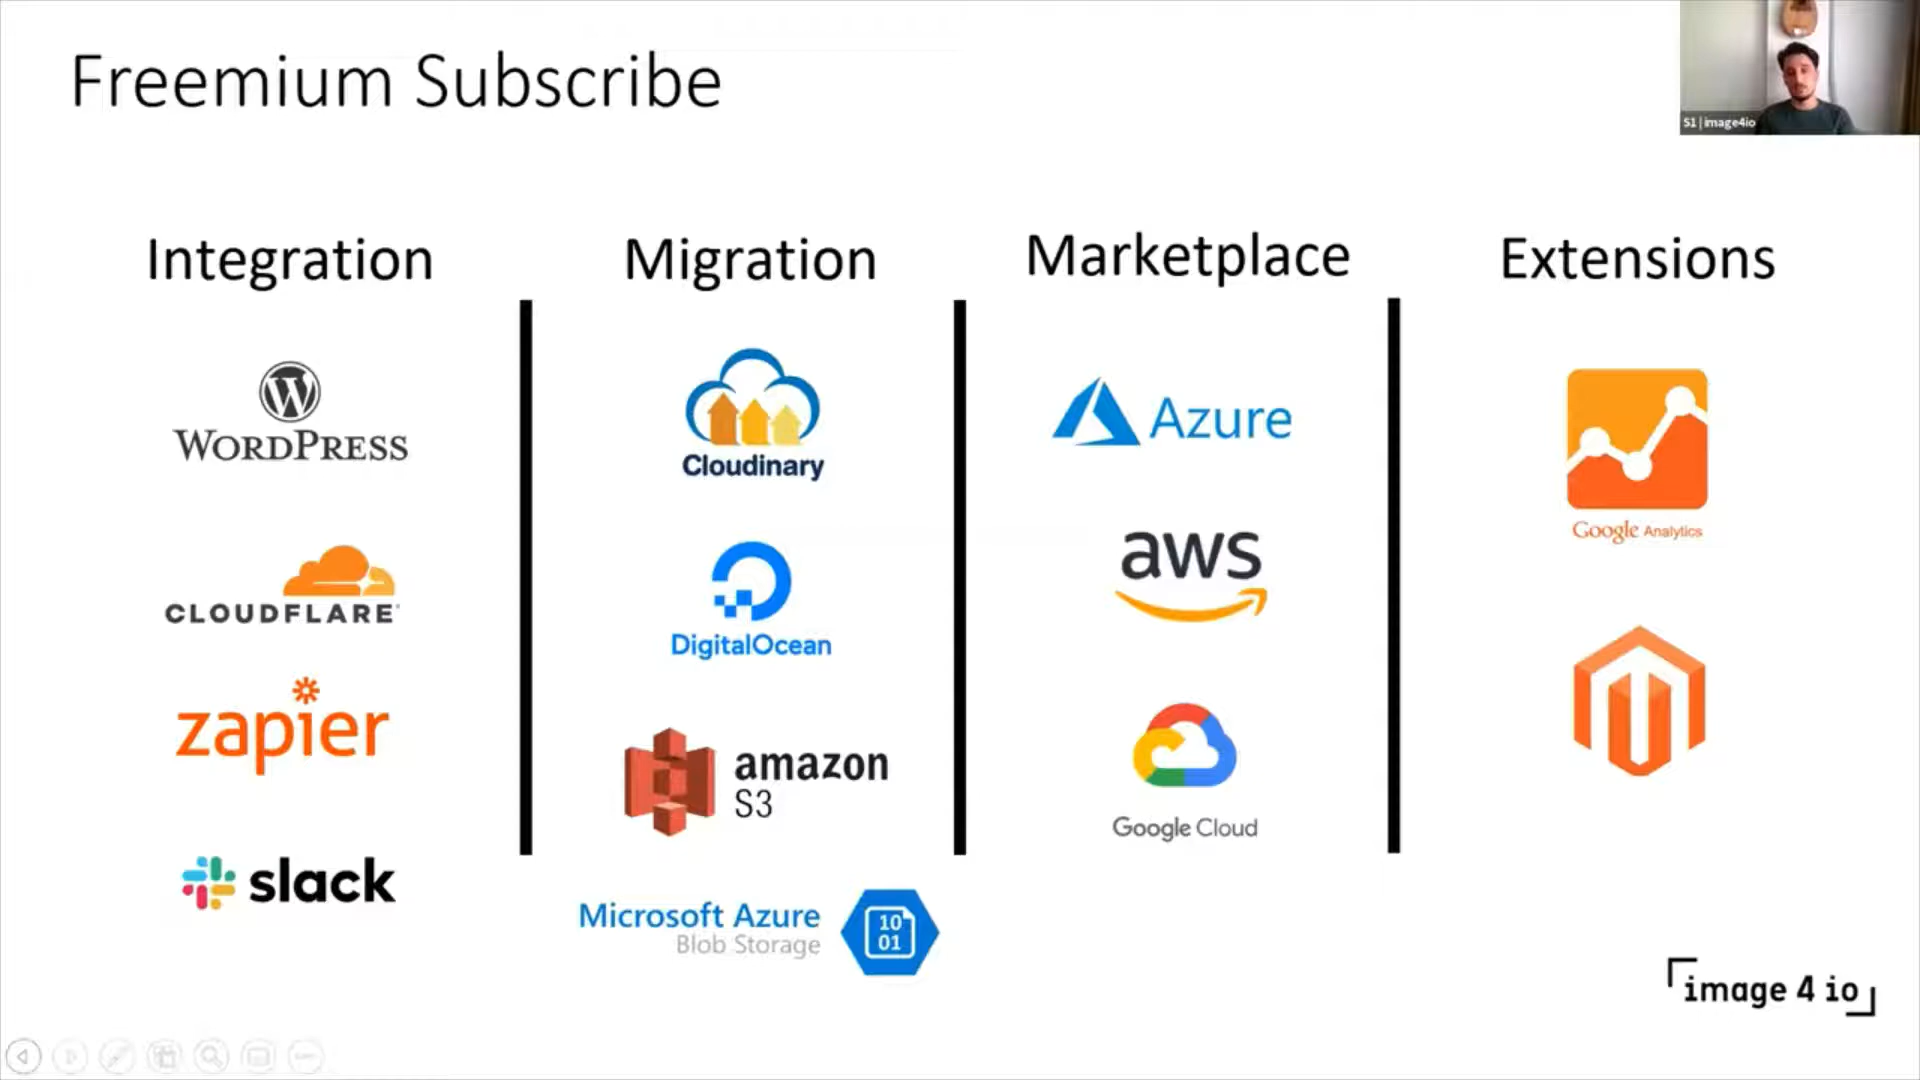 Freemium Subscribe
S1 | image4io
Integration
WORDPRESS
CLOUDFLARE
zapier
slack
Migration
Cloudinary
DigitalOcean
amazon
S3
Microsoft Azure
Blob Storage
10
01
Marketplace
Azure
aws
Google Cloud
Extensions
Google Analytics
image 4 io